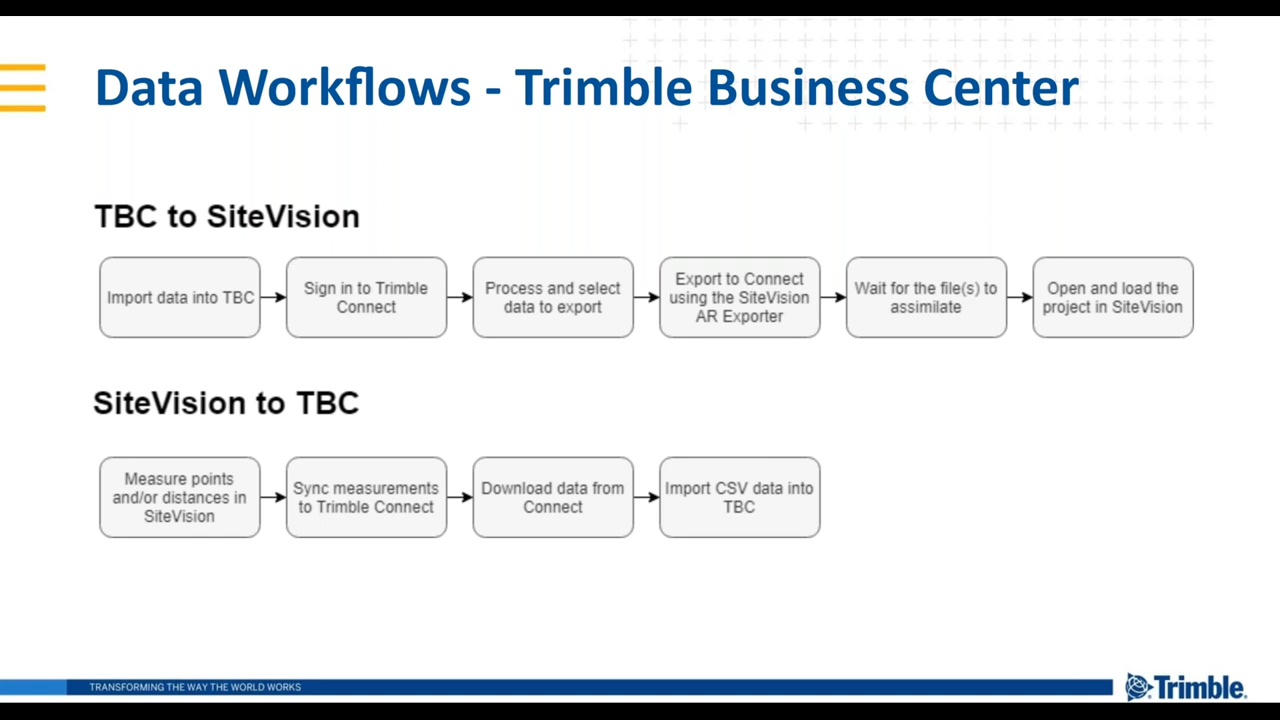 Data Workflows - Trimble Business Center
TBC to SiteVision
Import data into TBC
Sign in to Trimble
Connect
Process and select
data to export
Export to Connect
using the SiteVision
AR Exporter
Wait for the file(s) to
assimilate
Open and load the
project in SiteVision
SiteVision to TBC
Measure points
and/or distances in
SiteVision
Sync measurements
to Trimble Connect
Download data from
Connect
Import CSV data into
TBC
TRANSFORMING THE WAY THE WORLD WORKS
Trimble